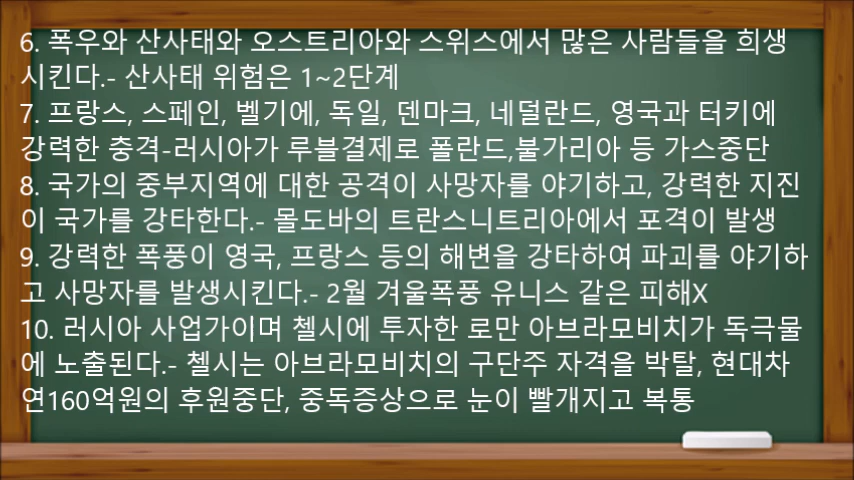 6. 폭우와 산사태와 오스트리아와 스위스에서 많은 사람들을 희생
시킨다.- 산사태 위험은 1~2단계
7. 프랑스, 스페인, 벨기에, 독일, 덴마크, 네덜란드, 영국과 터키에
강력한 충격-러시아가 루블결제로 폴란드,불가리아 등 가스중단
8. 국가의 중부지역에 대한 공격이 사망자를 야기하고, 강력한 지진
이 국가를 강타한다.- 몰도바의 트란스니트리아에서 포격이 발생
9. 강력한 폭풍이 영국, 프랑스 등의 해변을 강타하여 파괴를 야기하
고 사망자를 발생시킨다.- 2월 겨울폭풍 유니스 같은 피해X
10. 러시아 사업가이며 첼시에 투자한 로만 아브라모비치가 독극물
에 노출된다.- 첼시는 아브라모비치의 구단주 자격을 박탈, 현대차
연160억원의 후원중단, 중독증상으로 눈이 빨개지고 복통